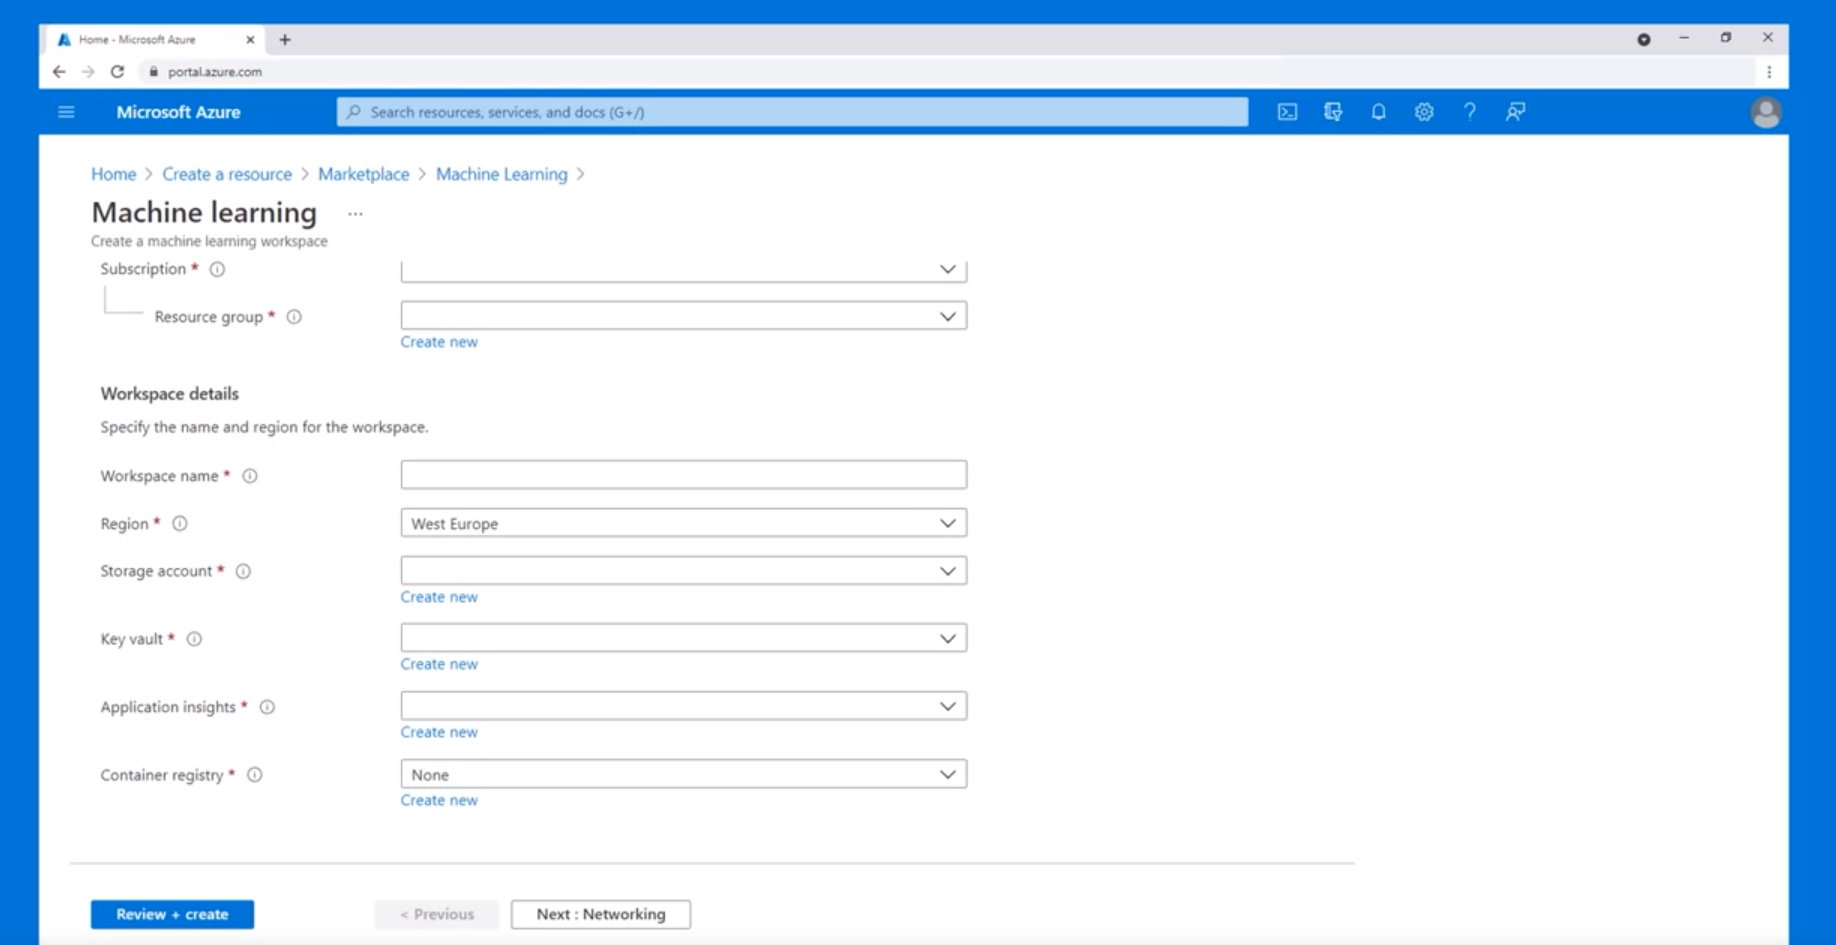 Home - Microsoft Azure
portal.azure.com
Microsoft Azure
Search resources, services, and docs (G+/)
Home > Create a resource > Marketplace > Machine Learning >
Machine learning ...
Create a machine learning workspace
Subscription *
Resource group *
Create new
Workspace details
Specify the name and region for the workspace.
Workspace name *
Region * West Europe
Storage account *
Create new
Key vault *
Create new
Application insights *
Create new
Container registry * None
Create new
Review + create < Previous Next : Networking